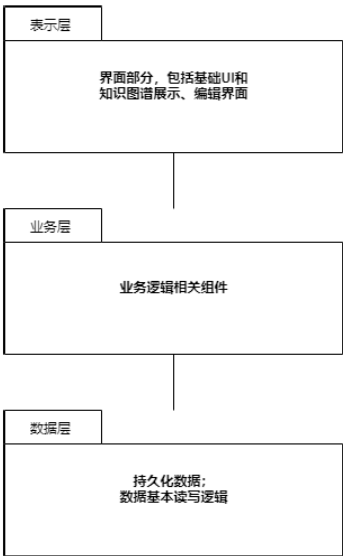 表示层
界面部分，包括基础UI和
知识图谱展示、编辑界面
业务层
业务逻辑相关组件
数据层
持久化数据；
数据基本读写逻辑